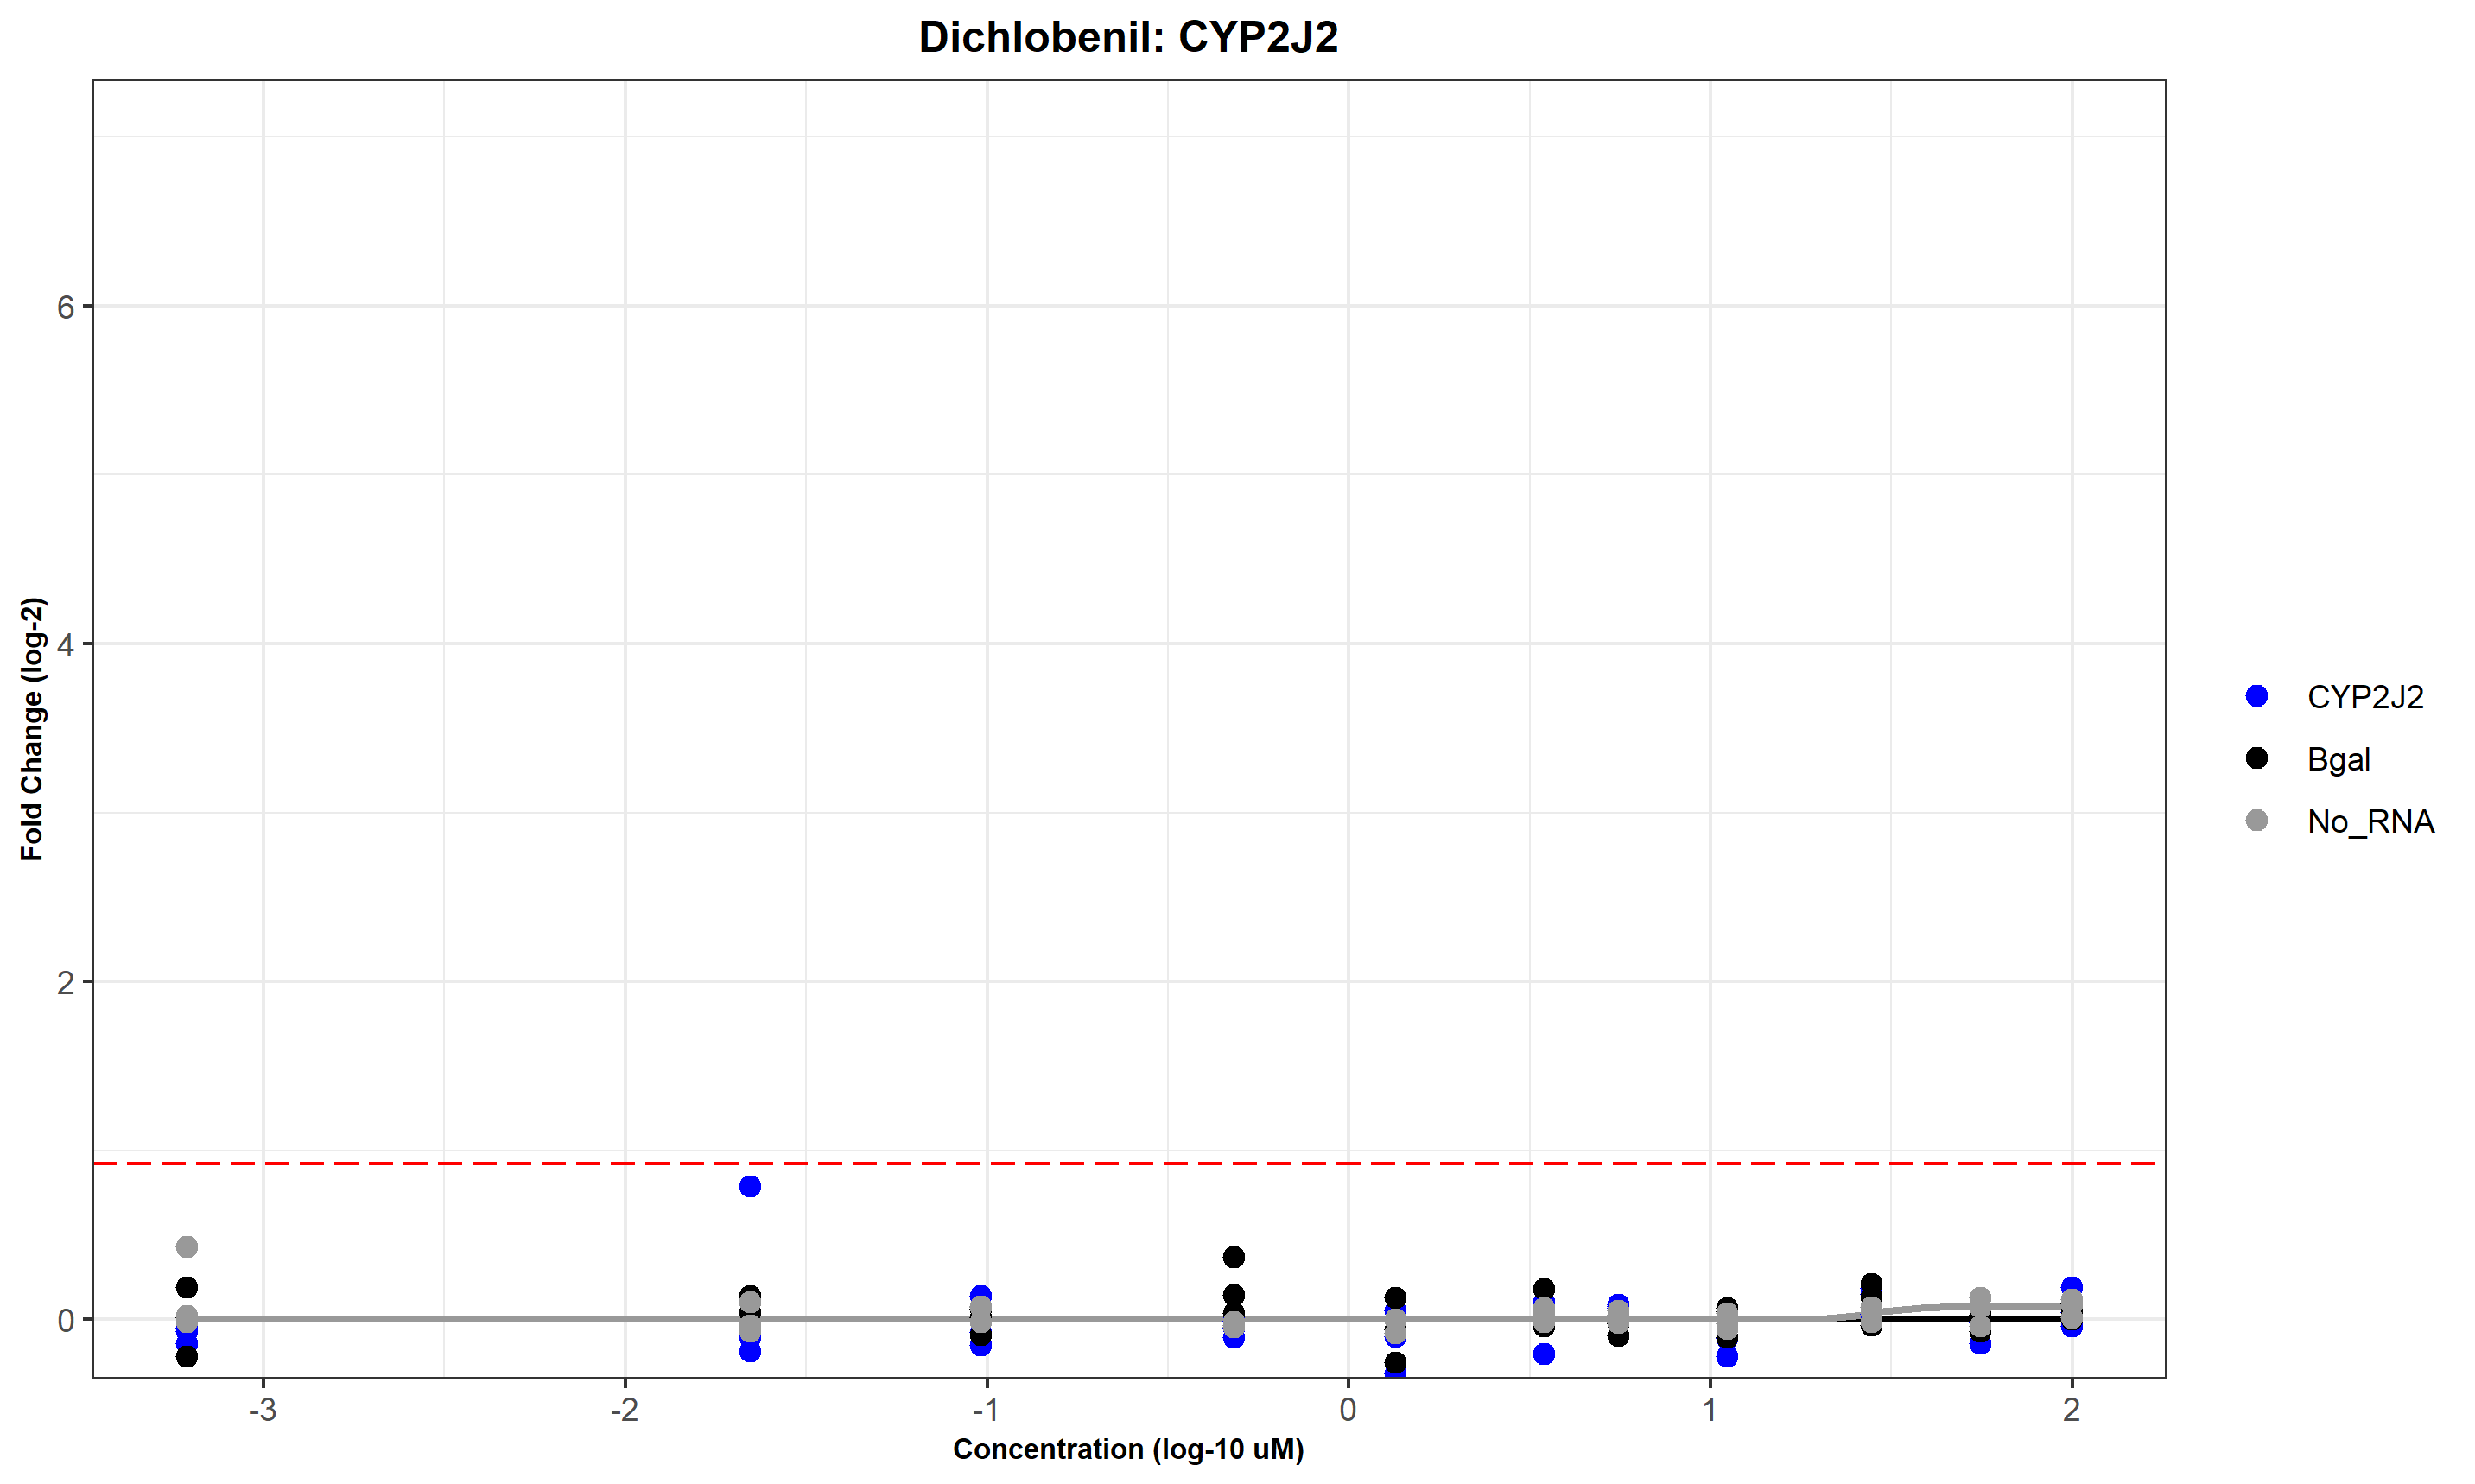 Dichlobenil: CYP2J2
Fold Change (log-2)
6
4
2
0
-3
-2
-1
0
1
2
Concentration (log-10 uM)
CYP2J2
Bgal
No_RNA